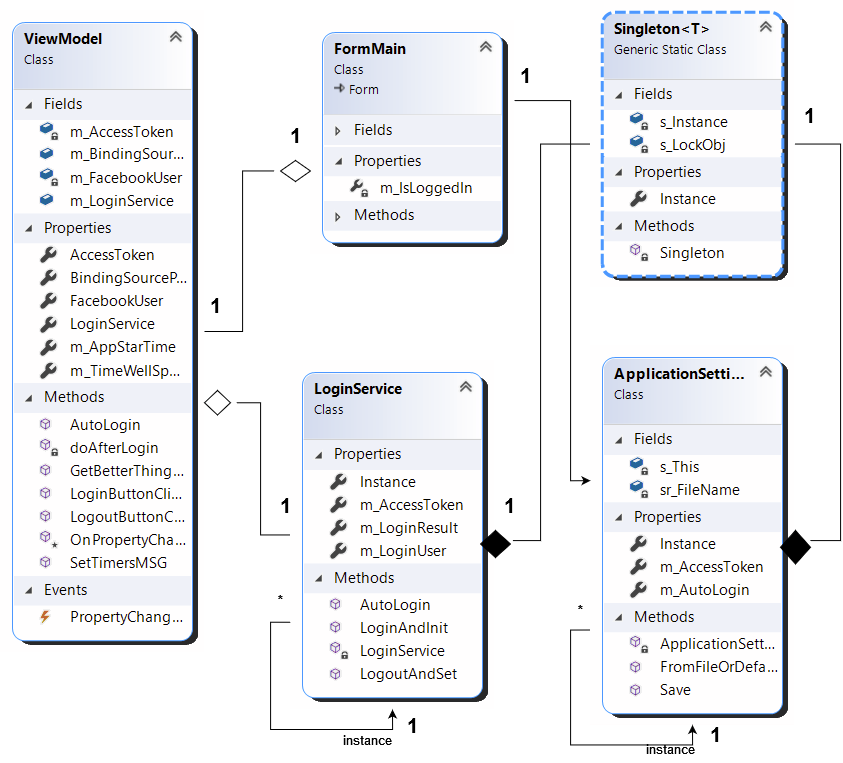 ViewModel
Class
Fields
m_AccessToken
m_BindingSour...
m_FacebookUser
m_LoginService
Properties
AccessToken
BindingSourceP...
FacebookUser
LoginService
m_AppStarTime
m_TimeWellSp...
Methods
AutoLogin
doAfterLogin
GetBetterThing...
LoginButtonCli...
LogoutButtonC...
OnPropertyCha...
SetTimersMSG
Events
PropertyChang...
1
1
FormMain
Class
Form
Fields
Properties
m_IsLoggedIn
Methods
1
Singleton<T>
Generic Static Class
Fields
s_Instance
s_LockObj
Properties
Instance
Methods
Singleton
1
LoginService
Class
Properties
Instance
m_AccessToken
m_LoginResult
m_LoginUser
Methods
AutoLogin
LoginAndInit
LoginService
LogoutAndSet
1
1
*
1
instance
ApplicationSetti...
Class
Fields
s_This
sr_FileName
Properties
Instance
m_AccessToken
m_AutoLogin
Methods
ApplicationSett...
FromFileOrDefa...
Save
*
1
instance